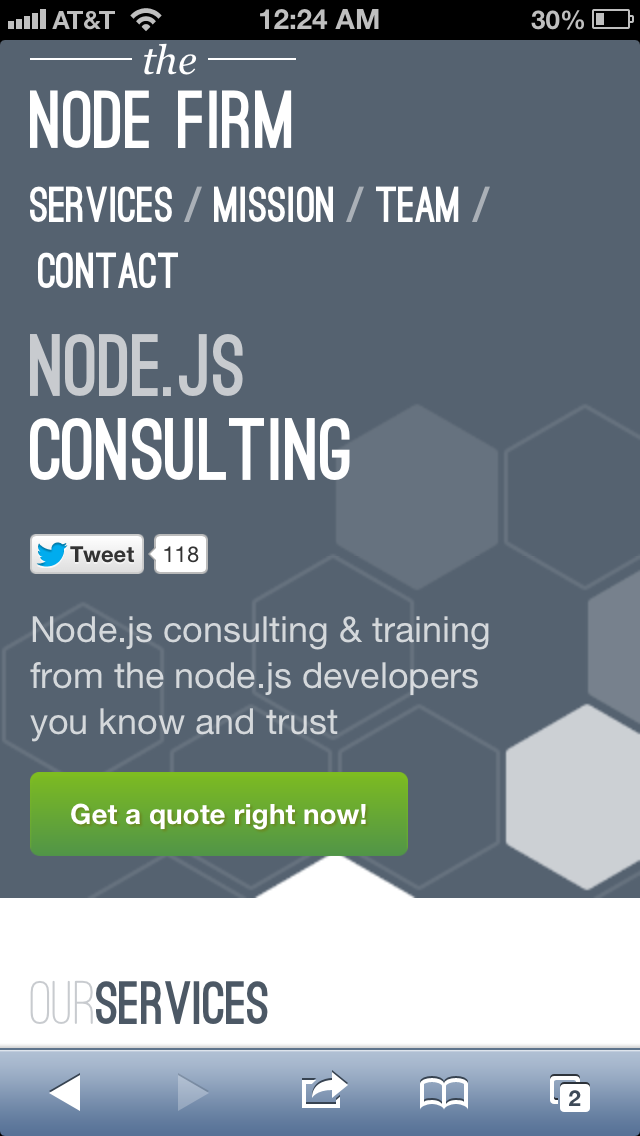 AT&T 12:24 AM 30%
the
NODE FIRM
SERVICES / MISSION / TEAM /
CONTACT
NODE.JS
CONSULTING
Tweet 118
Node.js consulting & training
from the node.js developers
you know and trust
Get a quote right now!
OURSERVICES
2